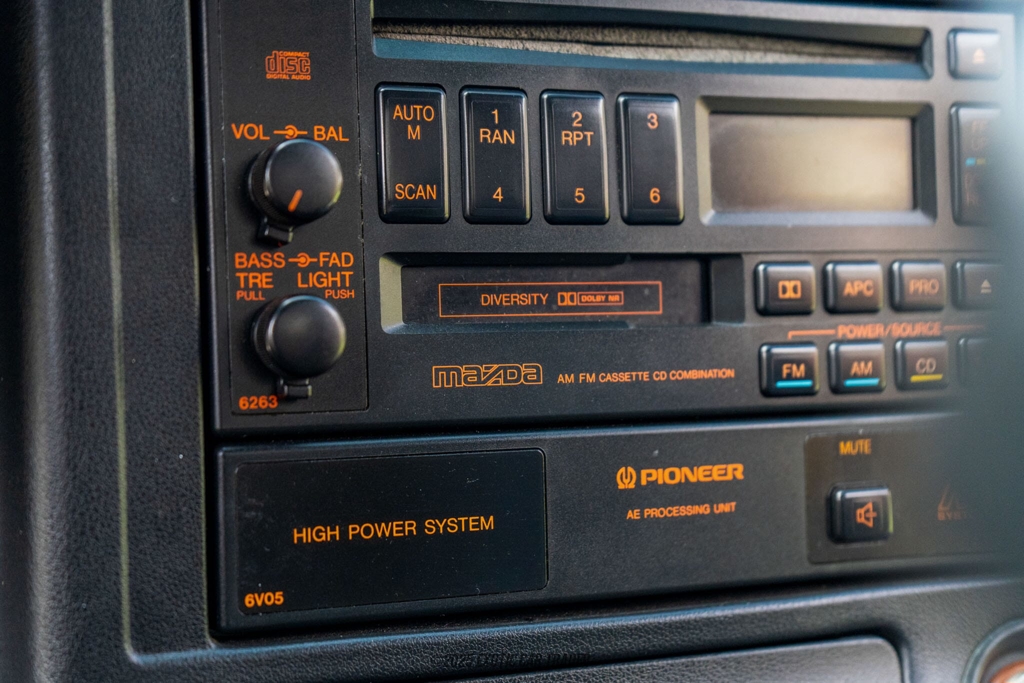 COMPACT
disc
DIGITAL AUDIO
VOL BAL
AUTO
M
SCAN
1
RAN
4
2
RPT
5
3
6
BASS FAD
TRE LIGHT
PULL PUSH
DIVERSITY DOLBY NR
APC PRO
POWER/SOURCE
FM AM CD
mazda AM FM CASSETTE CD COMBINATION
6263
MUTE
PIONEER
AE PROCESSING UNIT
HIGH POWER SYSTEM
6V05